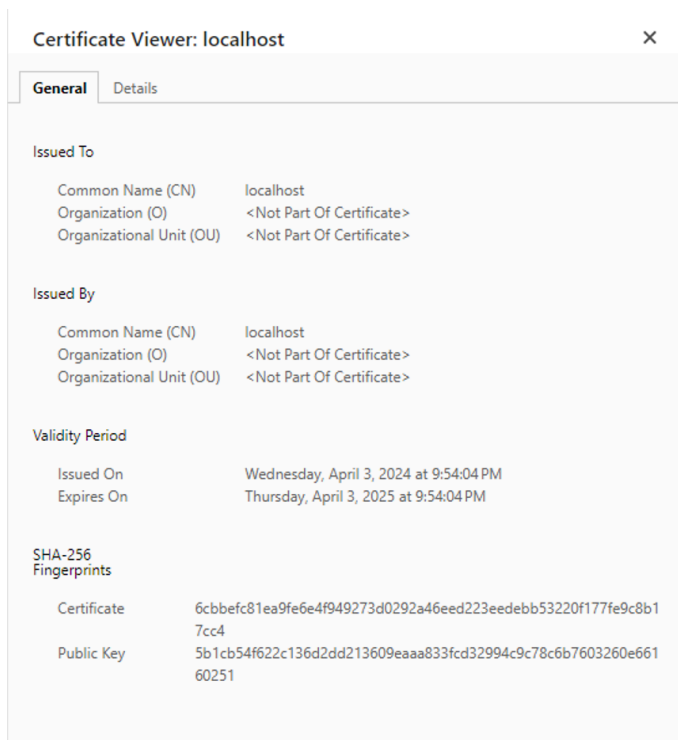 Certificate Viewer: localhost
General Details
Issued To
Common Name (CN) localhost
Organization (O) <Not Part Of Certificate>
Organizational Unit (OU) <Not Part Of Certificate>
Issued By
Common Name (CN) localhost
Organization (O) <Not Part Of Certificate>
Organizational Unit (OU) <Not Part Of Certificate>
Validity Period
Issued On Wednesday, April 3, 2024 at 9:54:04 PM
Expires On Thursday, April 3, 2025 at 9:54:04 PM
SHA-256
Fingerprints
Certificate 6cbbefc81ea9fe6e4f949273d0292a46eed223eedebb53220f177fe9c8b1
7cc4
Public Key 5b1cb54f622c136d2dd213609eaaa833fcd32994c9c78c6b7603260e661
60251